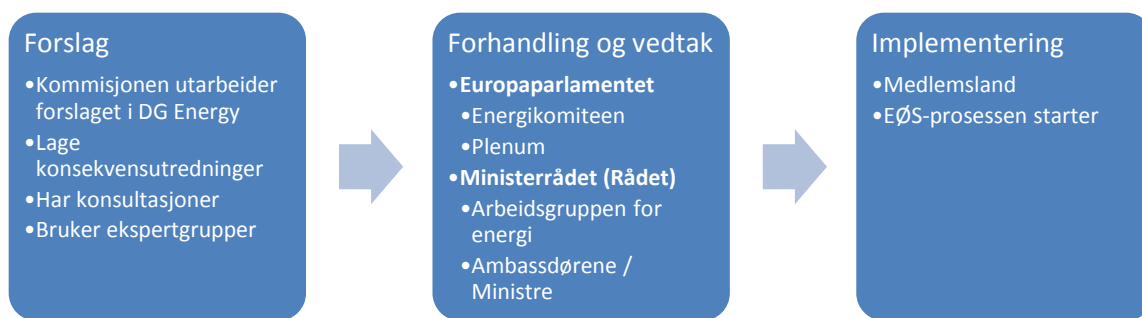 Forslag
•Kommisjonen utarbeider
forslaget i DG Energy
•Lage
konsekvensutredninger
•Har konsultasjoner
•Bruker ekspertgrupper
Forhandling og vedtak
•Europaparlamentet
•Energikomiteen
•Plenum
•Ministerrådet (Rådet)
•Arbeidsgruppen for
energi
•Ambassdørene /
Ministre
Implementering
•Medlemsland
•EØS-prosessen starter